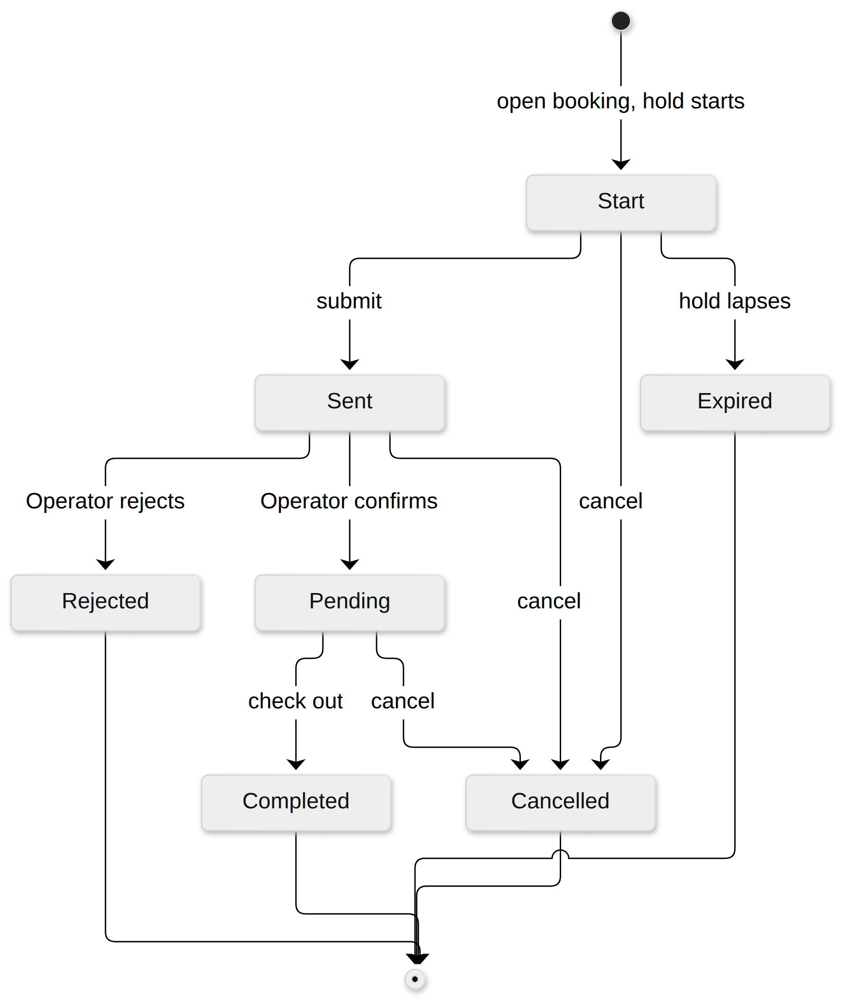 open booking, hold starts
Start
submit
hold lapses
Sent
Expired
Operator rejects
Operator confirms
cancel
Rejected
Pending
cancel
check out
cancel
Completed
Cancelled